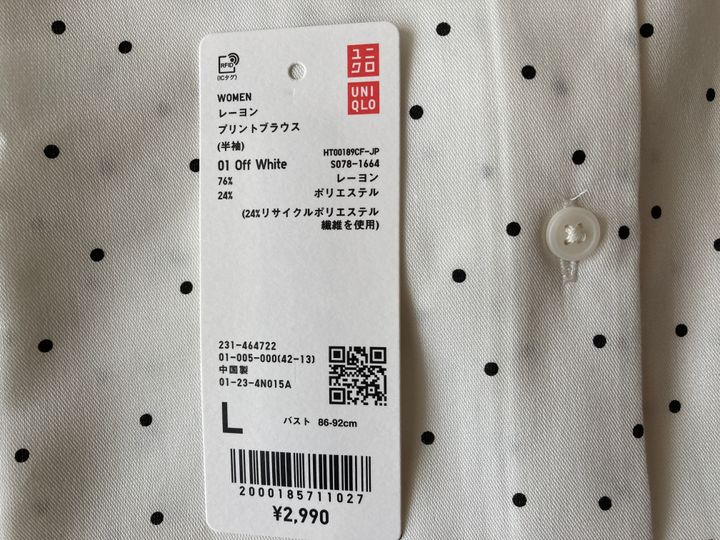 RFID
(ICタグ)
ユニ
クロ
UNI
QLO
WOMEN
レーヨン
プリントブラウス
(半袖)
HT00189CF-JP
01 Off White S078-1664
76% レーヨン
24% ポリエステル
(24%リサイクルポリエステル
繊維を使用)
231-464722
01-005-000(42-13)
中国製
01-23-4N015A
L バスト 86-92cm
2000185711027
¥2,990